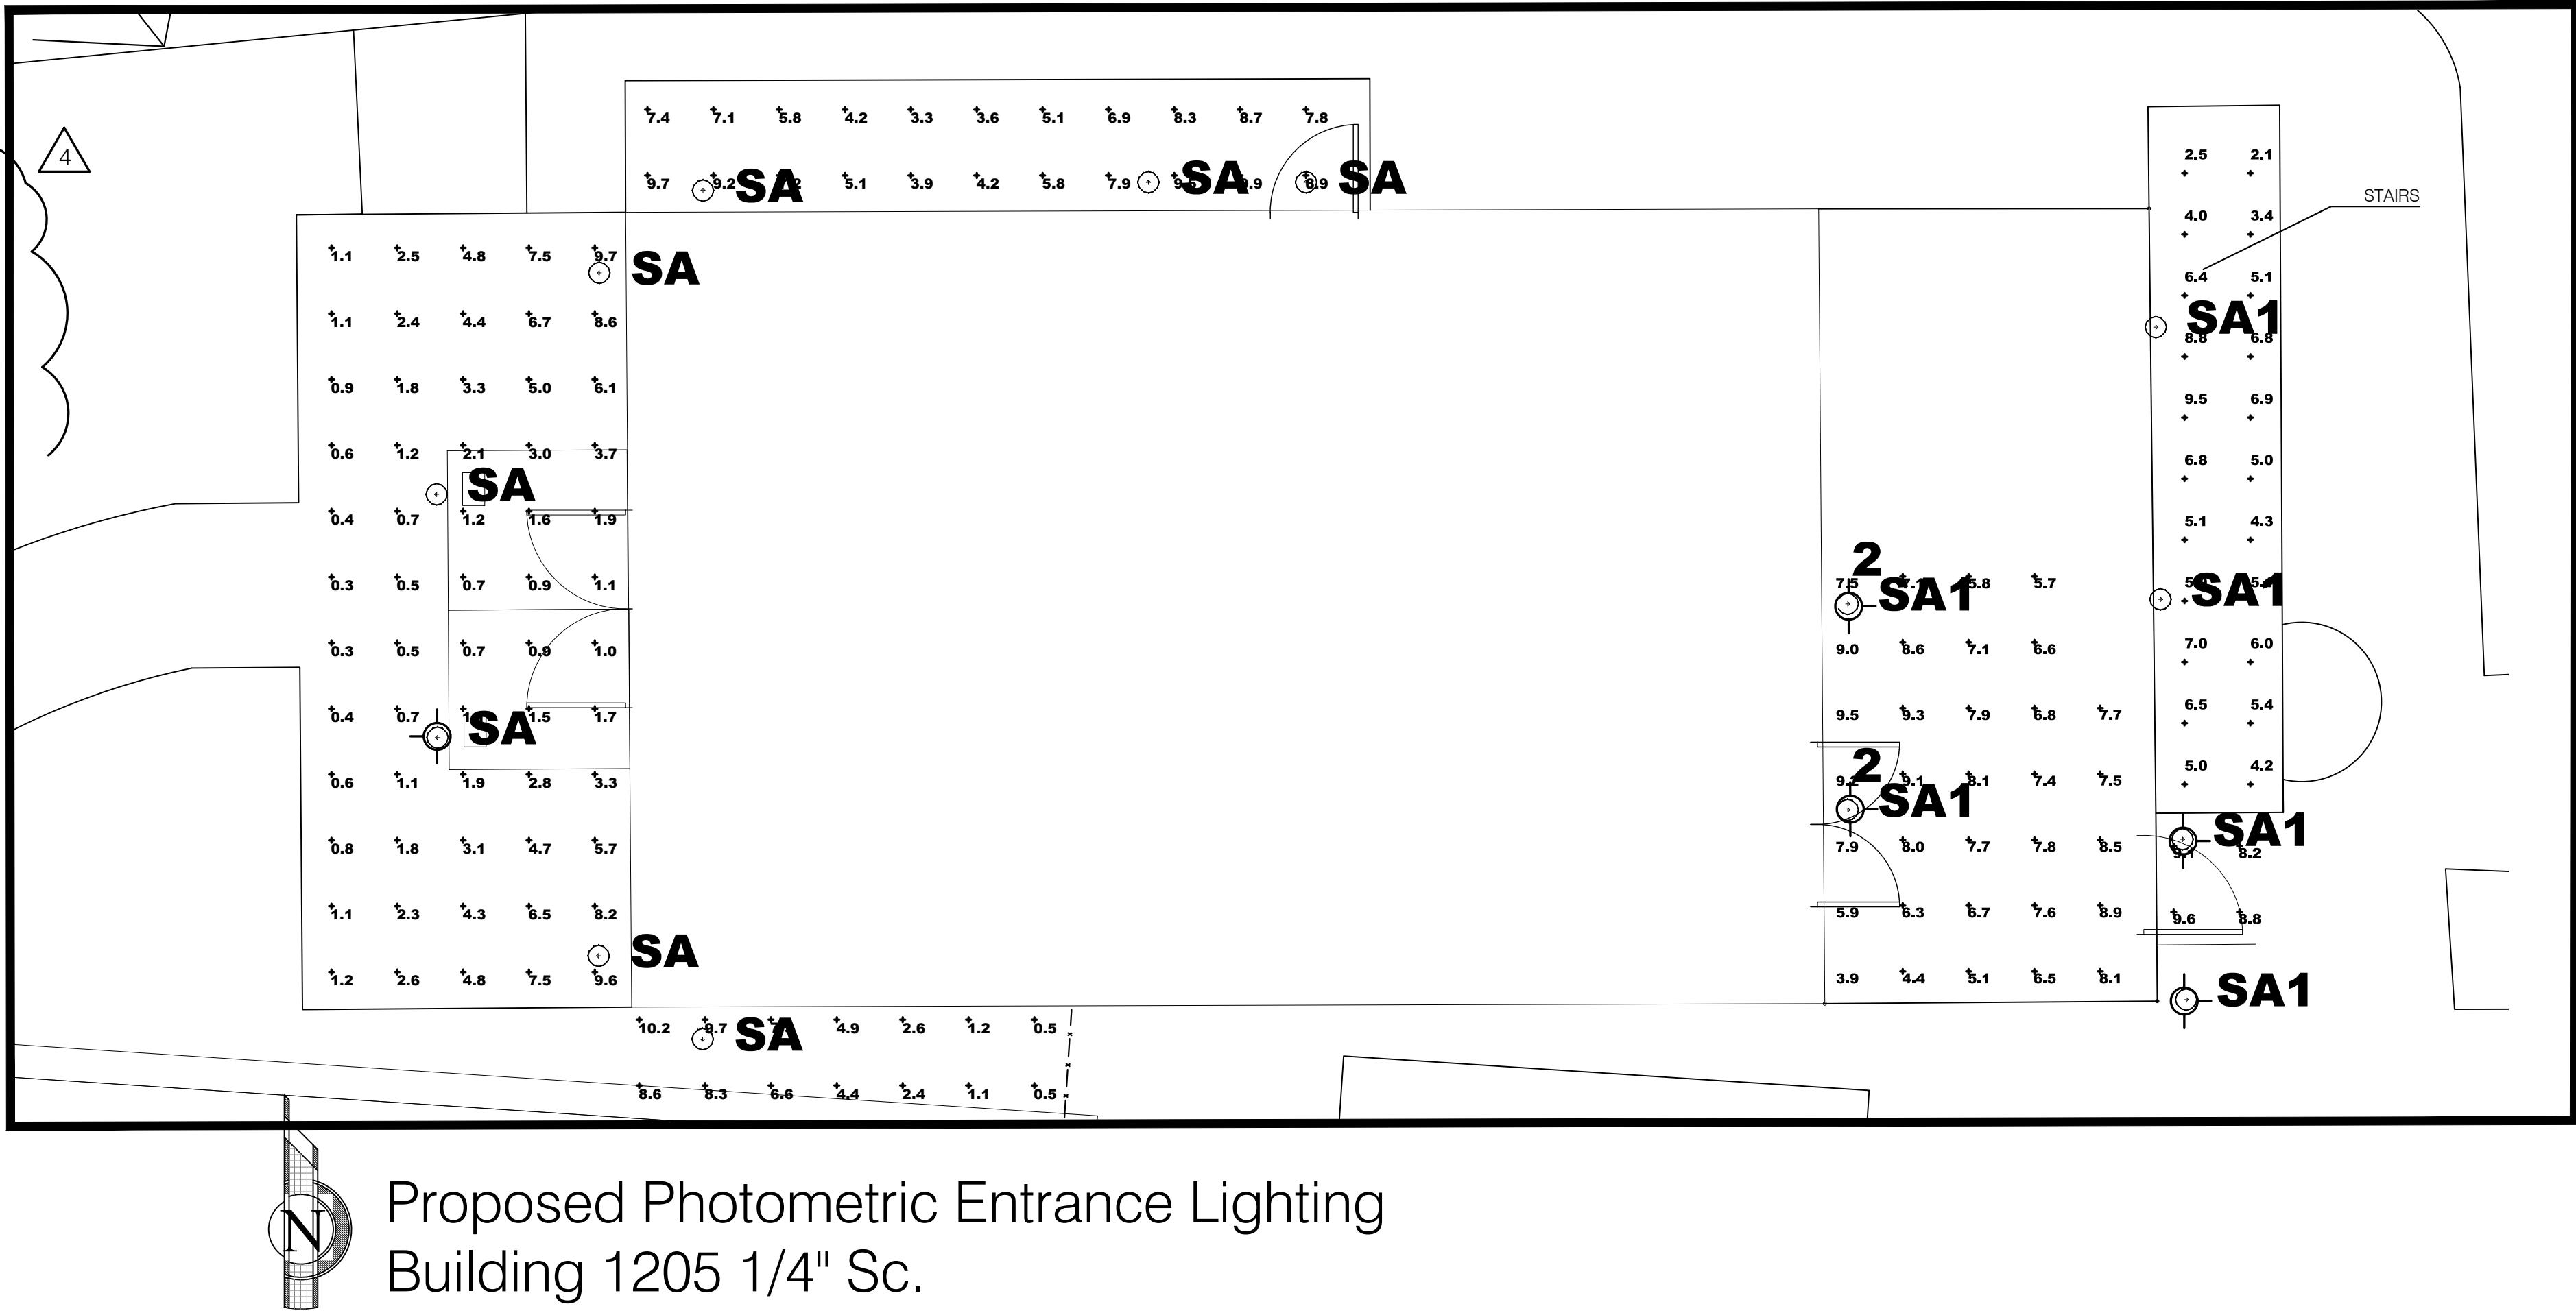 7.4 7.1 5.8 4.2 3.3 3.6 5.1 6.9 8.3 8.7 7.8
4
2.5 2.1
9.7 9.2 SA 5.1 3.9 4.2 5.8 7.9 SA 8.9 SA
STAIRS
4.0 3.4
1.1 2.5 4.8 7.5 9.7
SA
6.4 5.1
1.1 2.4 4.4 6.7 8.6
SA1
8.8 6.8
0.9 1.8 3.3 5.0 6.1
9.5 6.9
0.6 1.2 2.1 3.0 3.7
6.8 5.0
SA
0.4 0.7 1.2 1.6 1.9
5.1 4.3
2
0.3 0.5 0.7 0.9 1.1
7.5 5.8 5.7
SA1
SA1
0.3 0.5 0.7 0.9 1.0
9.0 8.6 7.1 6.6
7.0 6.0
6.5 5.4
0.4 0.7 SA 1.5 1.7
9.5 9.3 7.9 6.8 7.7
2
5.0 4.2
0.6 1.1 1.9 2.8 3.3
9.1 8.1 7.4 7.5
SA1
SA1
0.8 1.8 3.1 4.7 5.7
7.9 8.0 7.7 7.8 8.5
9.1 8.2
1.1 2.3 4.3 6.5 8.2
5.9 6.3 6.7 7.6 8.9
9.6 8.8
SA
1.2 2.6 4.8 7.5 9.6
3.9 4.4 5.1 6.5 8.1
SA1
10.2 9.7 SA 4.9 2.6 1.2 0.5
8.6 8.3 6.6 4.4 2.4 1.1 0.5
N
Proposed Photometric Entrance Lighting
Building 1205 1/4" Sc.